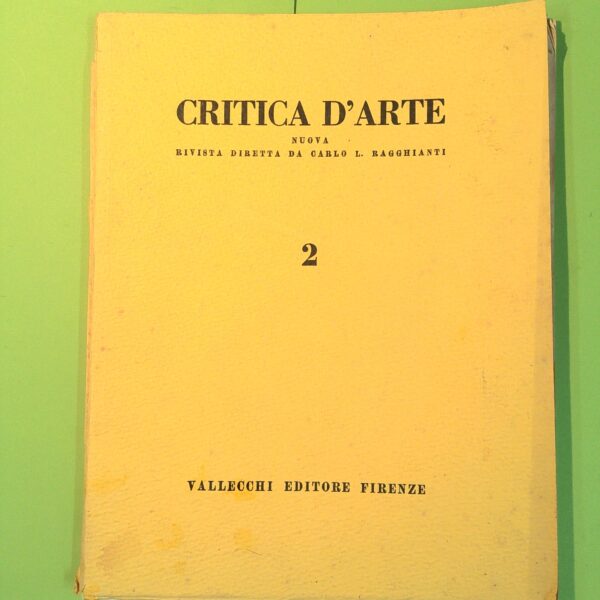 CRITICA D'ARTE
NUOVA
RIVISTA DIRETTA DA CARLO L. RAGGHIANTI
2
VALLECCHI EDITORE FIRENZE